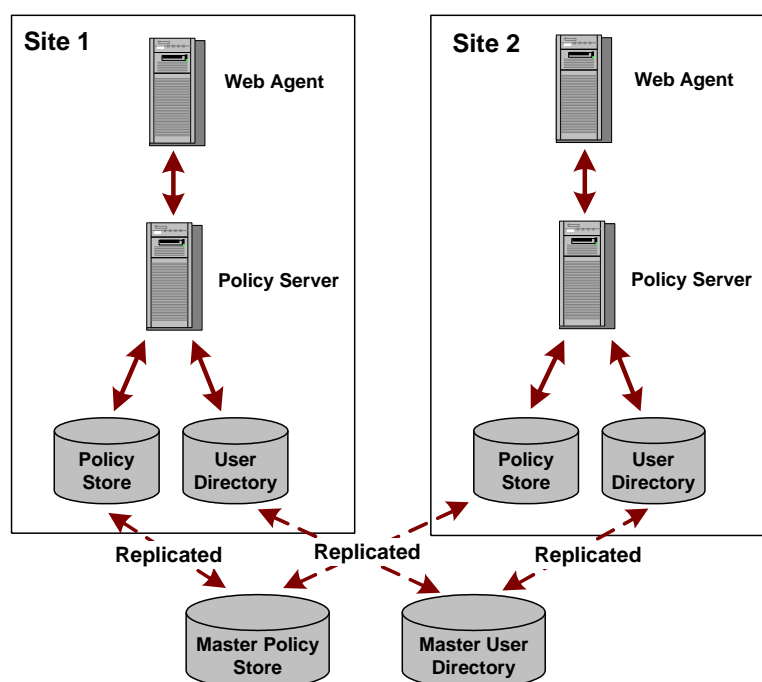 Site 1
Web Agent
Policy Server
Policy
Store
User
Directory
Site 2
Web Agent
Policy Server
Policy
Store
User
Directory
Replicated
Replicated
Replicated
Master Policy
Store
Master User
Directory